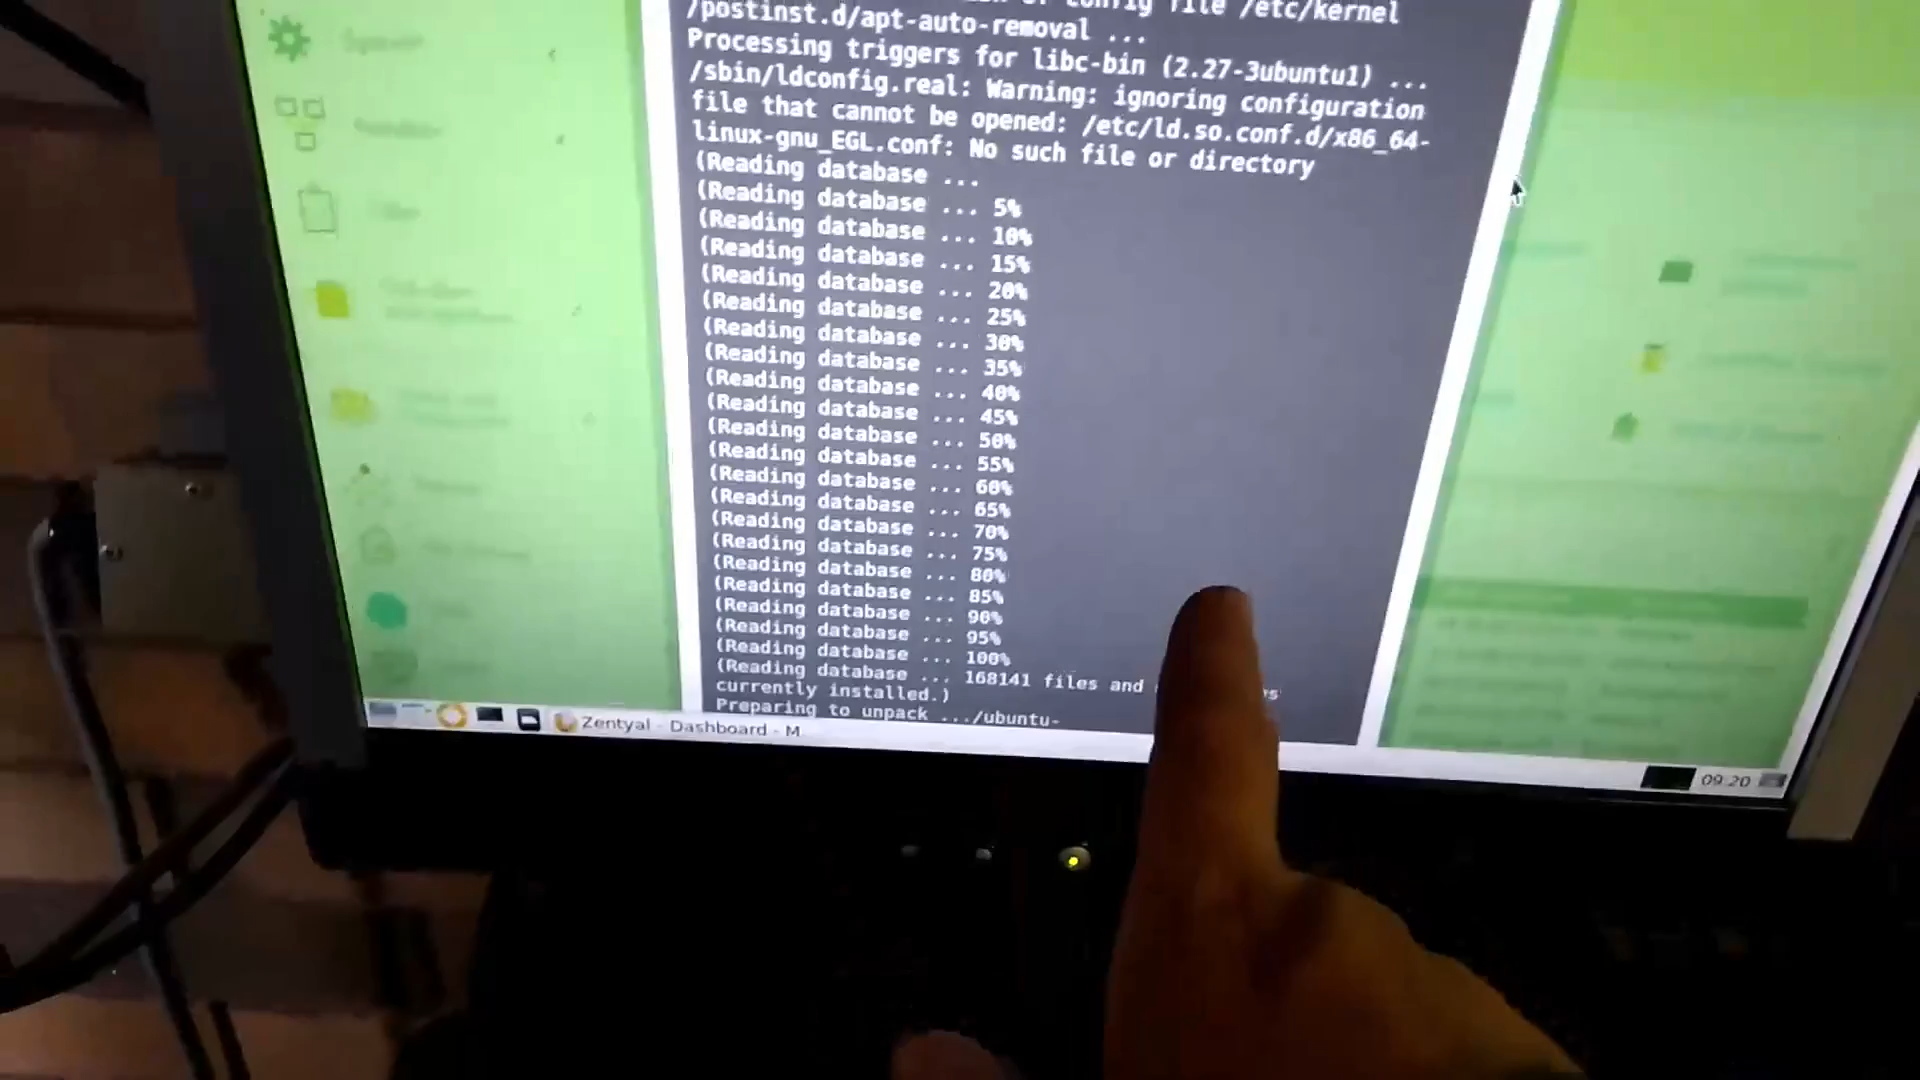 config file /etc/kernel
/postinst.d/apt-auto-removal ...
Processing triggers for libc-bin (2.27-3ubuntu1) ...
/sbin/ldconfig.real: Warning: ignoring configuration
file that cannot be opened: /etc/ld.so.conf.d/x86_64-
linux-gnu_EGL.conf: No such file or directory
(Reading database ...
(Reading database ... 5%
(Reading database ... 10%
(Reading database ... 15%
(Reading database ... 20%
(Reading database ... 25%
(Reading database ... 30%
(Reading database ... 35%
(Reading database ... 40%
(Reading database ... 45%
(Reading database ... 50%
(Reading database ... 55%
(Reading database ... 60%
(Reading database ... 65%
(Reading database ... 70%
(Reading database ... 75%
(Reading database ... 80%
(Reading database ... 85%
(Reading database ... 90%
(Reading database ... 95%
(Reading database ... 100%
(Reading database ... 168141 files and
currently installed.)
Preparing to unpack .../ubuntu-
Zentyal - Dashboard - M
09:20